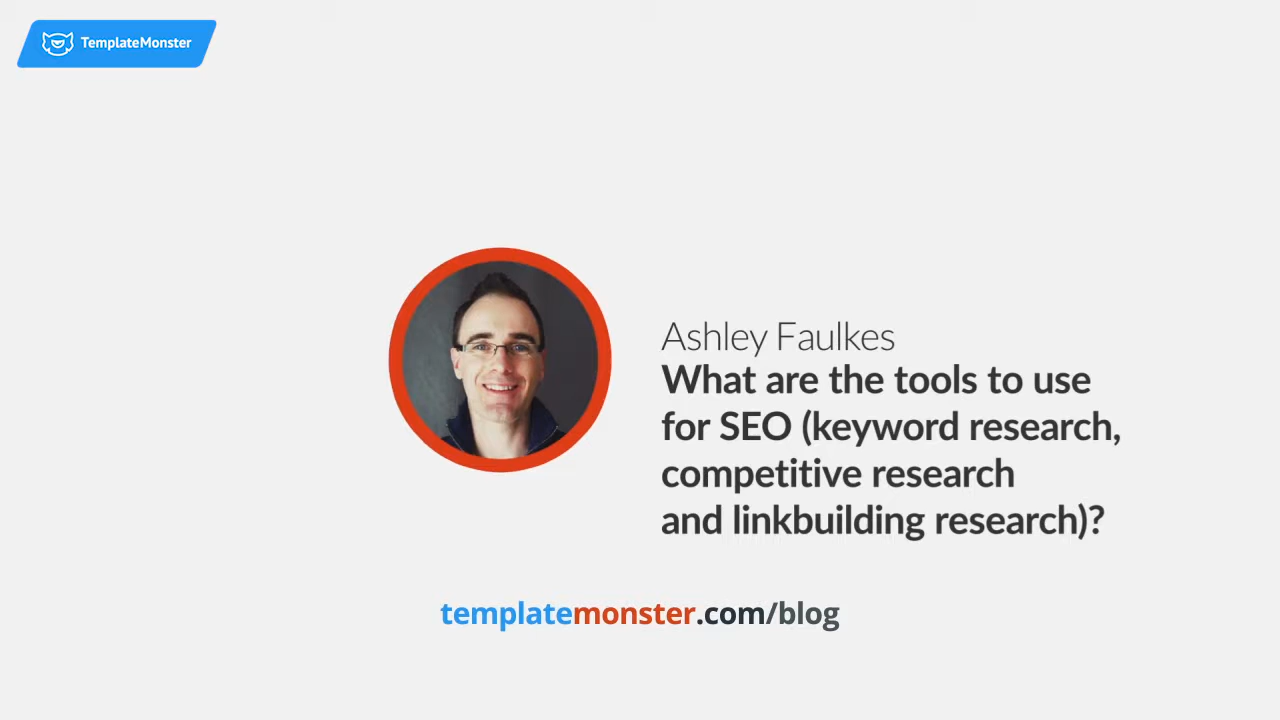 TemplateMonster
Ashley Faulkes
What are the tools to use
for SEO (keyword research,
competitive research
and linkbuilding research)?
templatemonster.com/blog